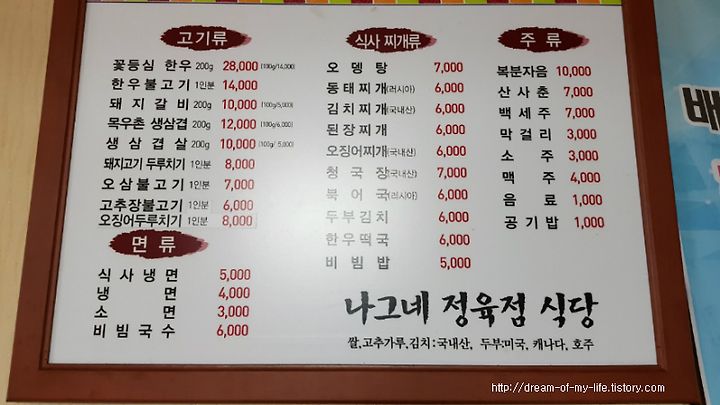 고기류
꽃등심 한우 200g 28,000 (100g/14,000)
한우불고기 1인분 14,000
돼지갈비 200g 10,000 (100g/5,000)
목우촌 생삼겹 200g 12,000 (100g/6,000)
생삼겹살 200g 10,000 (100g/ 5,000)
돼지고기 두루치기 1인분 8,000
오삼불고기 1인분 7,000
고추장불고기 1인분 6,000
오징어두루치기 1인분 8,000
면류
식사냉면 5,000
냉면 4,000
소면 3,000
비빔국수 6,000
식사 찌개류
오뎅탕 7,000
동태찌개(러시아) 6,000
김치찌개(국내산) 6,000
된장찌개 6,000
오징어찌개(국내산) 6,000
청국장(국내산) 7,000
북어국(러시아) 6,000
두부김치 6,000
한우떡국 6,000
비빔밥 5,000
주류
복분자음 10,000
산사춘 7,000
백세주 7,000
막걸리 3,000
소주 3,000
맥주 4,000
음료 1,000
공기밥 1,000
나그네 정육점 식당
쌀,고추가루,김치:국내산, 두부:미국, 캐나다, 호주
http://dream-of-my-life.tistory.com